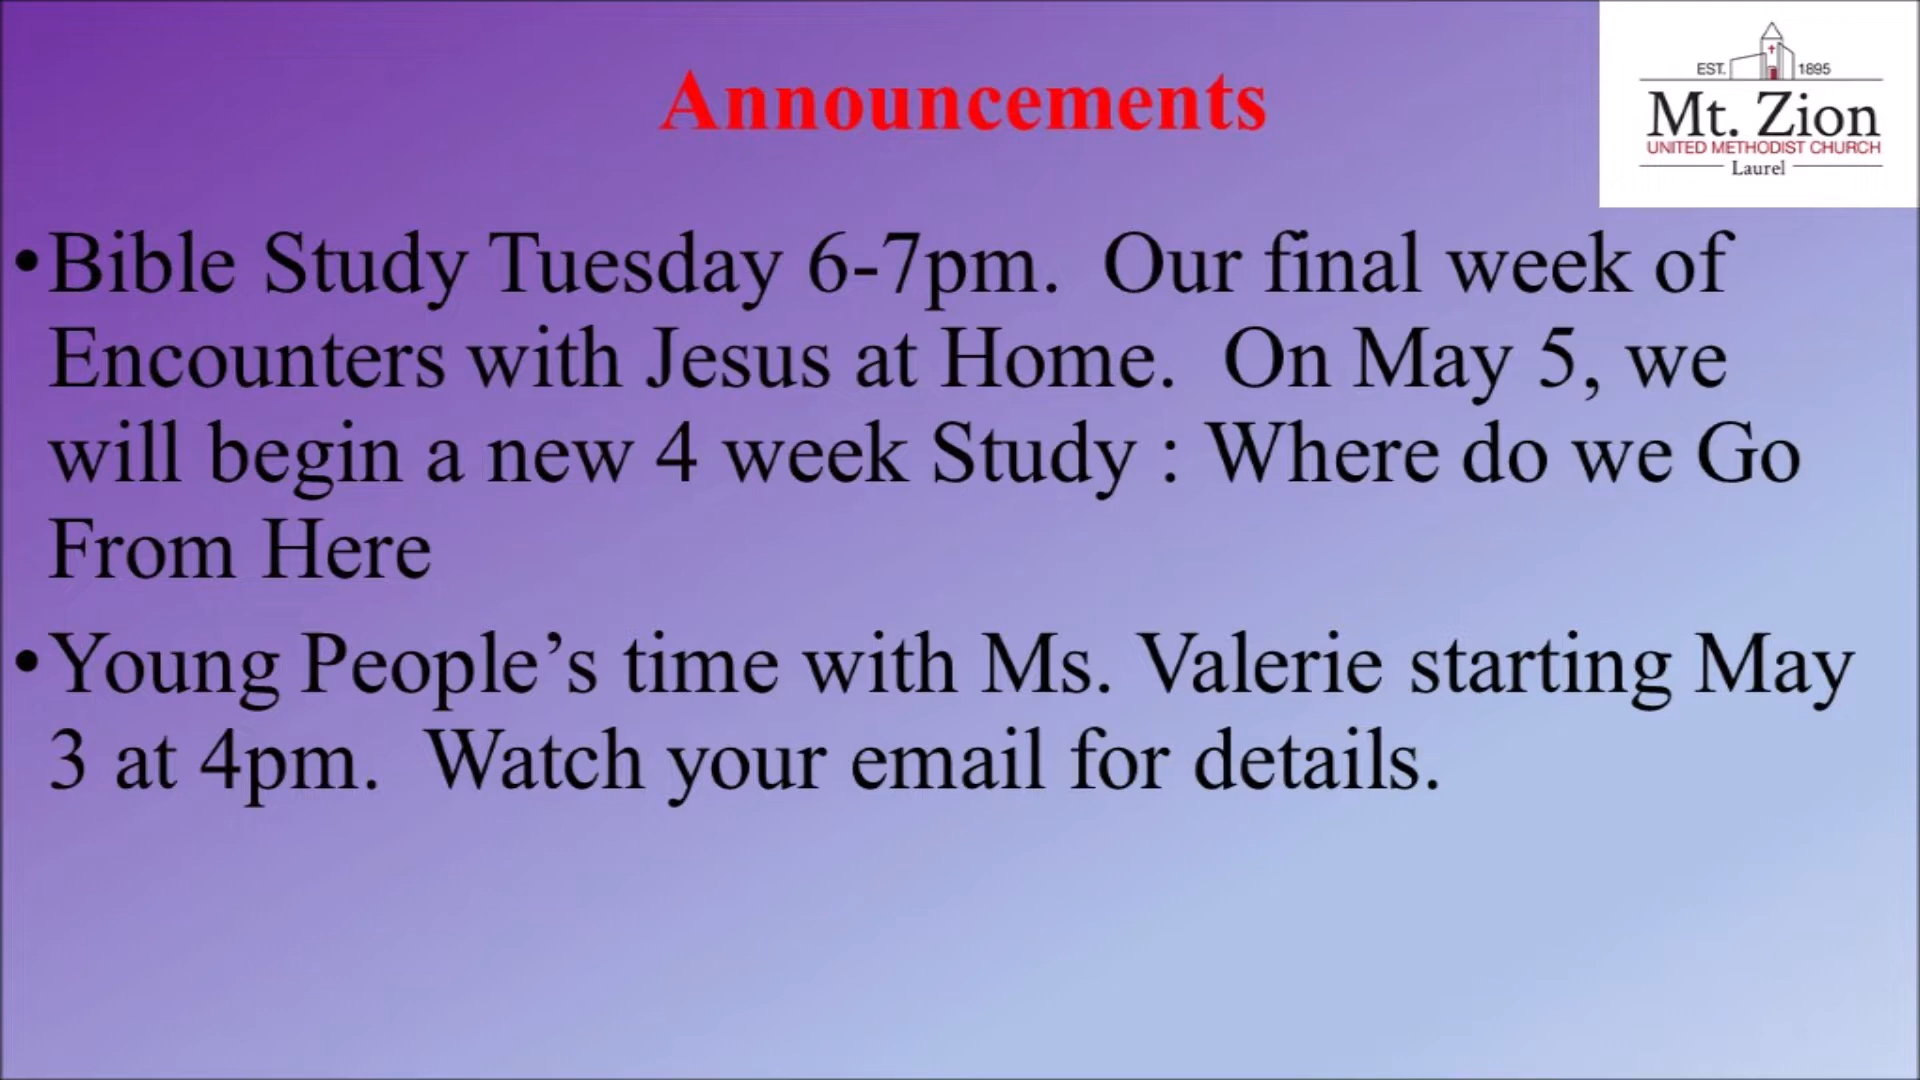 Announcements
EST. 1895
Mt. Zion
UNITED METHODIST CHURCH
Laurel
•Bible Study Tuesday 6-7pm.  Our final week of
Encounters with Jesus at Home.  On May 5, we
will begin a new 4 week Study : Where do we Go
From Here
•Young People’s time with Ms. Valerie starting May
3 at 4pm.  Watch your email for details.